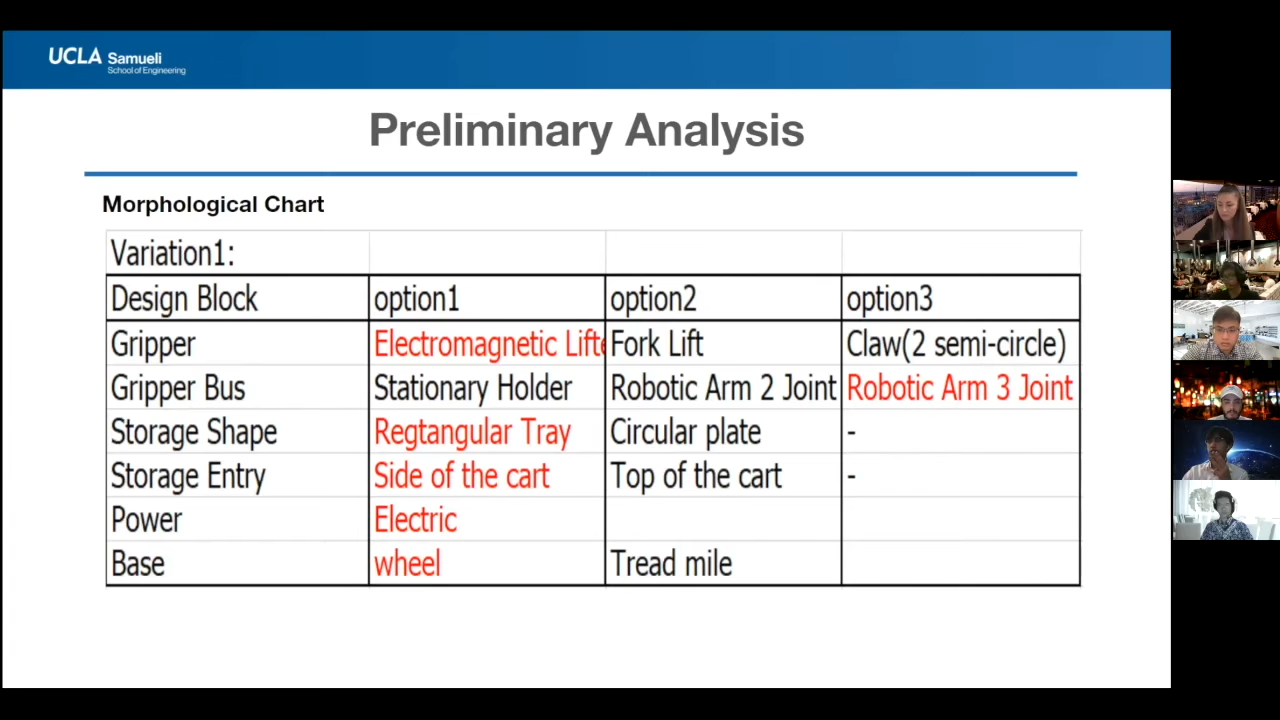 UCLA Samueli
School of Engineering
Preliminary Analysis
Morphological Chart
Variation1:
Design Block option1 option2 option3
Gripper Electromagnetic Lifte Fork Lift Claw(2 semi-circle)
Gripper Bus Stationary Holder Robotic Arm 2 Joint Robotic Arm 3 Joint
Storage Shape Regtangular Tray Circular plate -
Storage Entry Side of the cart Top of the cart -
Power Electric
Base wheel Tread mile